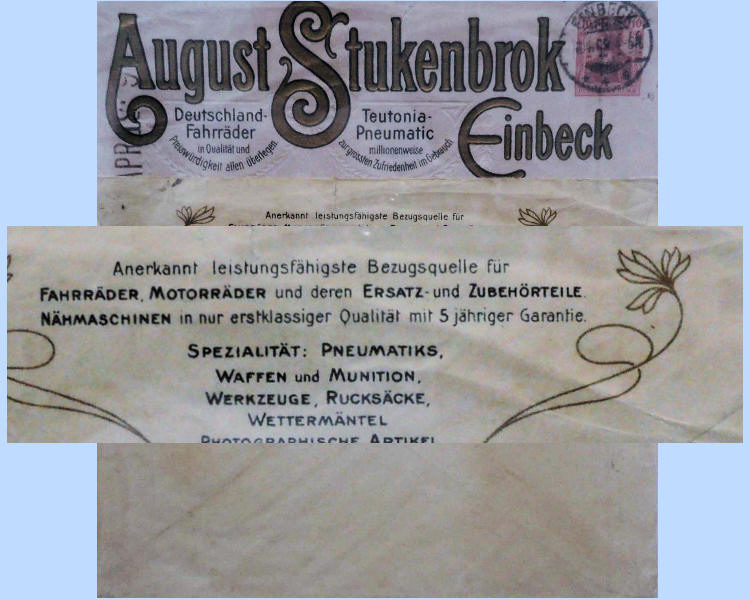 August Stukenbrok
Einbeck
Deutschland-
Fahrräder
in Qualität und
Preiswürdigkeit allen überlegen.
Teutonia-
Pneumatic
millionenweise
zur grössten Zufriedenheit im Gebrauch
EINBECK
10
Anerkannt leistungsfähigste Bezugsquelle für
Anerkannt leistungsfähigste Bezugsquelle für
FAHRRÄDER, MOTORRÄDER und deren ERSATZ- und ZUBEHÖRTEILE.
NÄHMASCHINEN in nur erstklassiger Qualität mit 5 jähriger Garantie.
SPEZIALITÄT: PNEUMATIKS,
WAFFEN und MUNITION,
WERKZEUGE, RUCKSÄCKE,
WETTERMÄNTEL
PHOTOGRAPHISCHE ARTIKEL